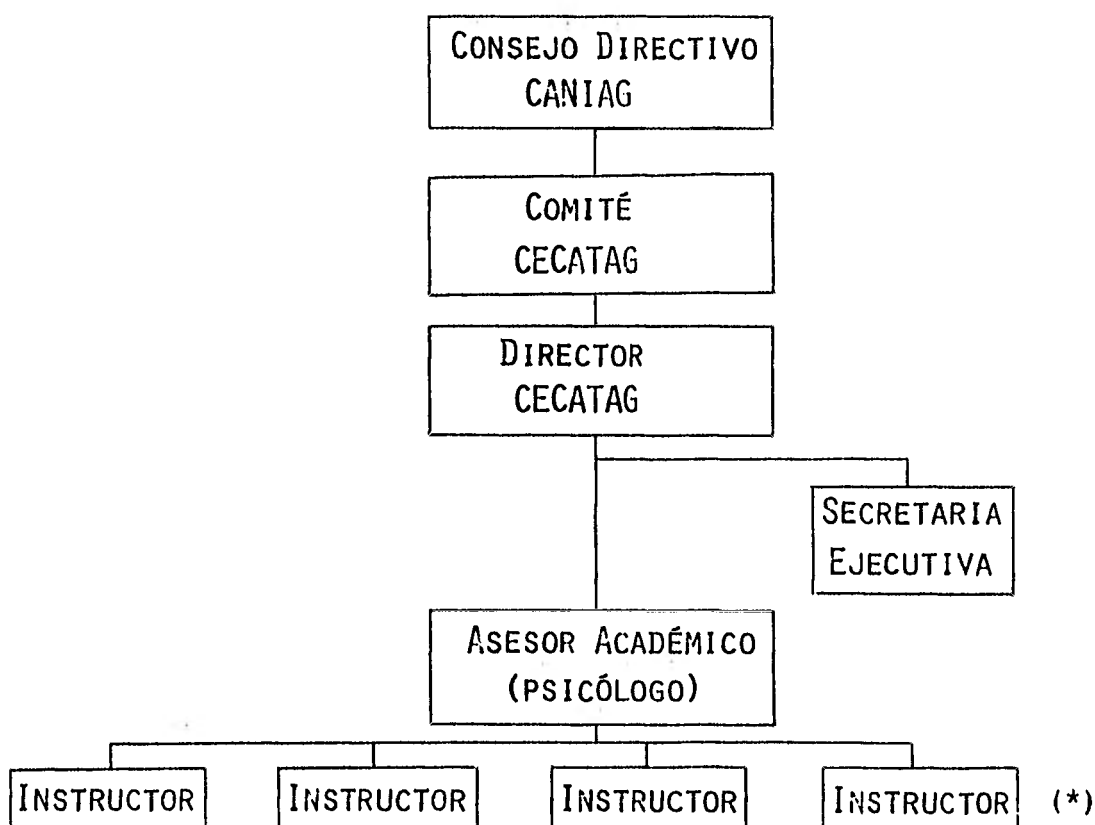 CONSEJO DIRECTIVO
CANIAG
COMITÉ
CECATAG
DIRECTOR
CECATAG
SECRETARIA
EJECUTIVA
ASESOR ACADÉMICO
(PSICÓLOGO)
INSTRUCTOR INSTRUCTOR INSTRUCTOR INSTRUCTOR (*)